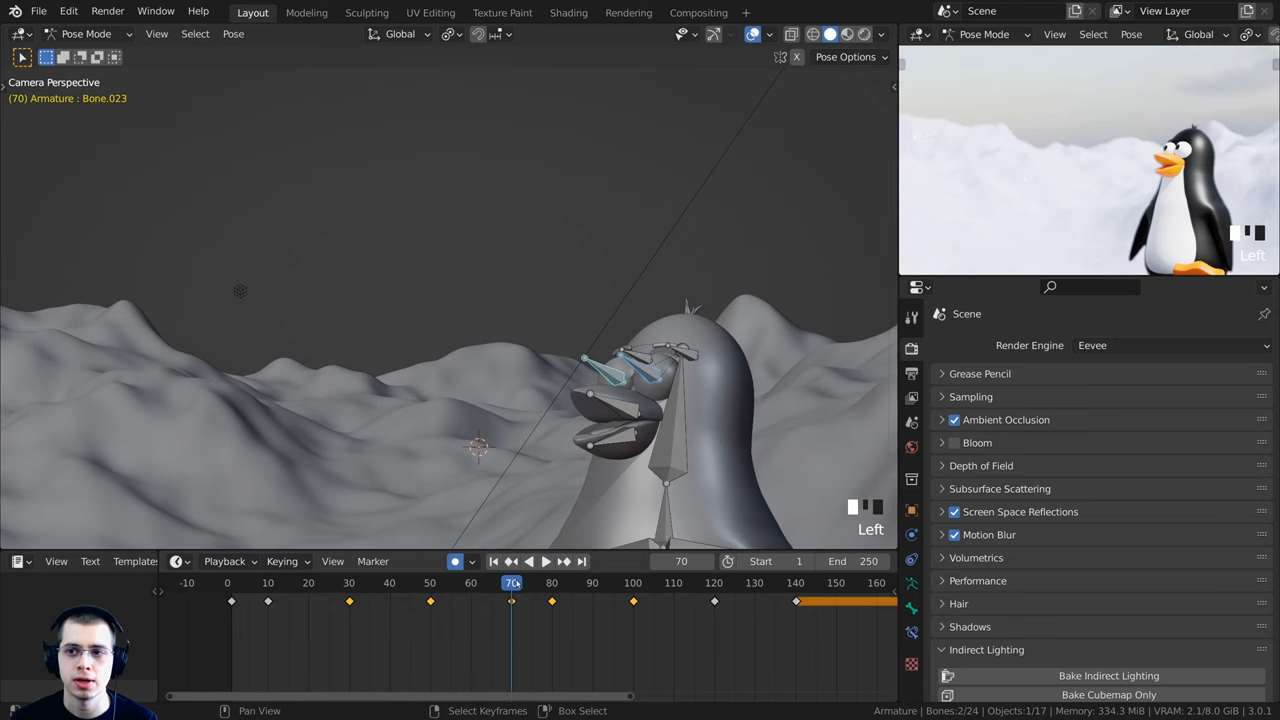 File Edit Render Window Help Layout Modeling Sculpting UV Editing Texture Paint Shading Rendering Compositing Scene View Layer
Pose Mode View Select Pose Global Pose Mode View Select Pose Global
X Pose Options
Camera Perspective
(70) Armature : Bone.023
Left
Scene
Render Engine Eevee
Grease Pencil
Sampling
Ambient Occlusion
Bloom
Depth of Field
Subsurface Scattering
Screen Space Reflections
Motion Blur
Volumetrics
Performance
Hair
Shadows
Indirect Lighting
Bake Indirect Lighting
Bake Cubemap Only
Left
View Text Templates Playback Keying View Marker 70 Start 1 End 250
-10 0 10 20 30 40 50 60 70 80 90 100 110 120 130 140 150 160
Pan View Select Keyframes Box Select Armature | Bones:2/24 | Objects:1/17 | Memory: 334.3 MiB | VRAM: 2.1/8.0 GiB | 3.0.1